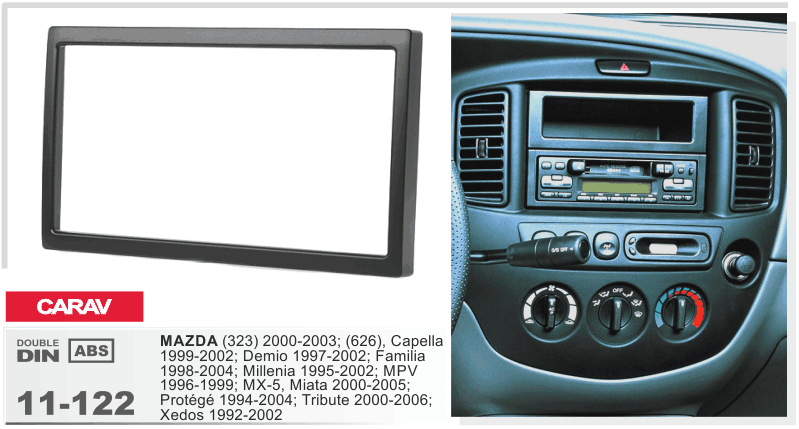 CARAV
DOUBLE
DIN
ABS
11-122
MAZDA (323) 2000-2003; (626), Capella
1999-2002; Demio 1997-2002; Familia
1998-2004; Millenia 1995-2002; MPV
1996-1999; MX-5, Miata 2000-2005;
Protégé 1994-2004; Tribute 2000-2006;
Xedos 1992-2002
OFF